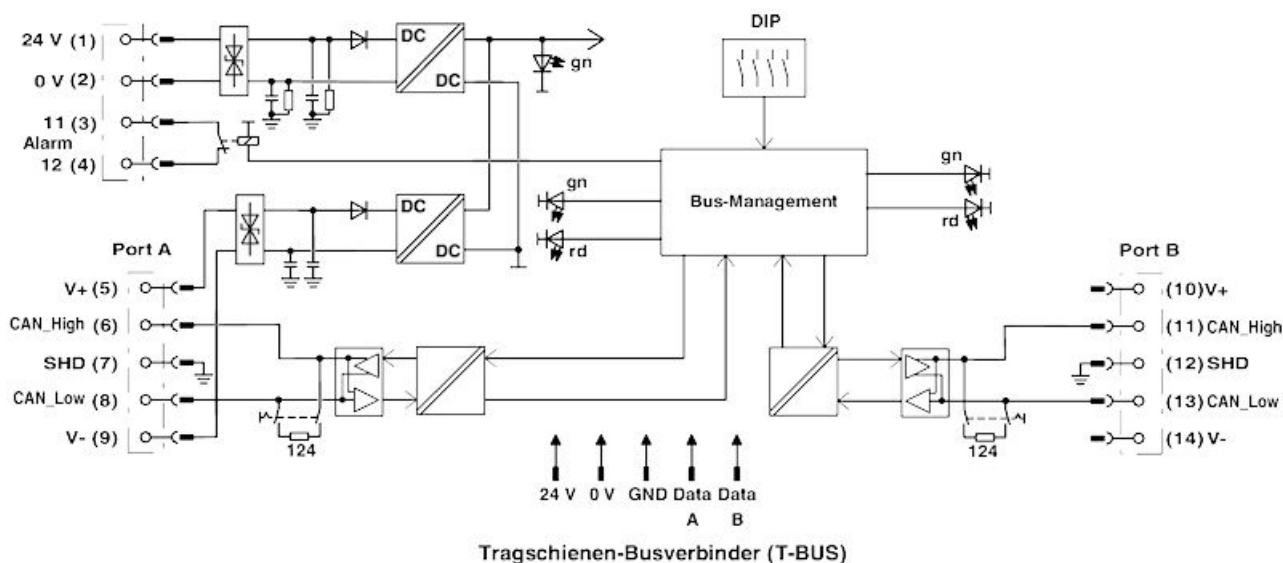 24 V (1)
0 V (2)
11 (3)
Alarm
12 (4)
DC
DC
gn
DIP
Bus-Management
gn
rd
gn
rd
DC
DC
Port A
V+ (5)
CAN_High (6)
SHD (7)
CAN_Low (8)
V- (9)
124
Port B
(10) V+
(11) CAN_High
(12) SHD
(13) CAN_Low
(14) V-
124
24 V 0 V GND Data Data
A B
Tragschienen-Busverbinder (T-BUS)